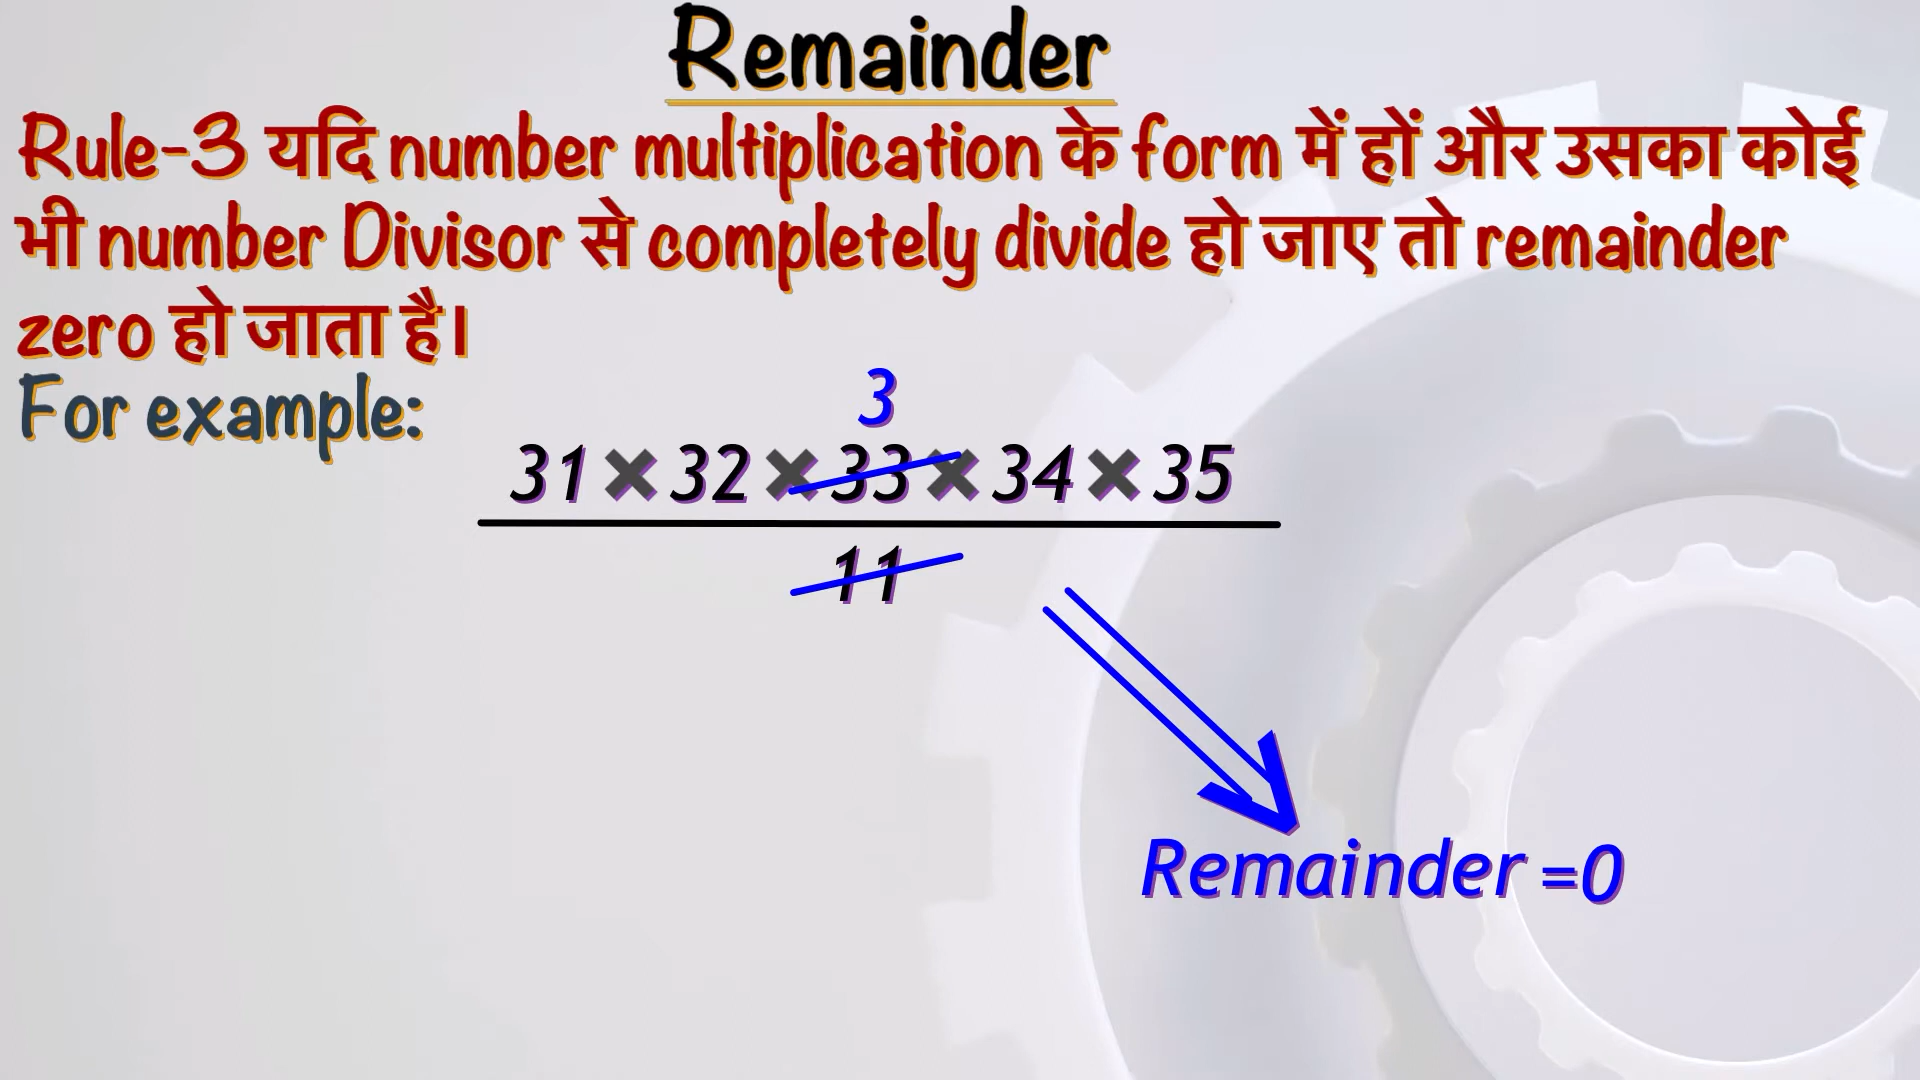 Remainder
Rule-3 यदि number multiplication के form में हों और उसका कोई
भी number Divisor से completely divide हो जाए तो remainder
zero हो जाता है।
For example:
3
31✖32✖33✖34✖35
11
Remainder =0